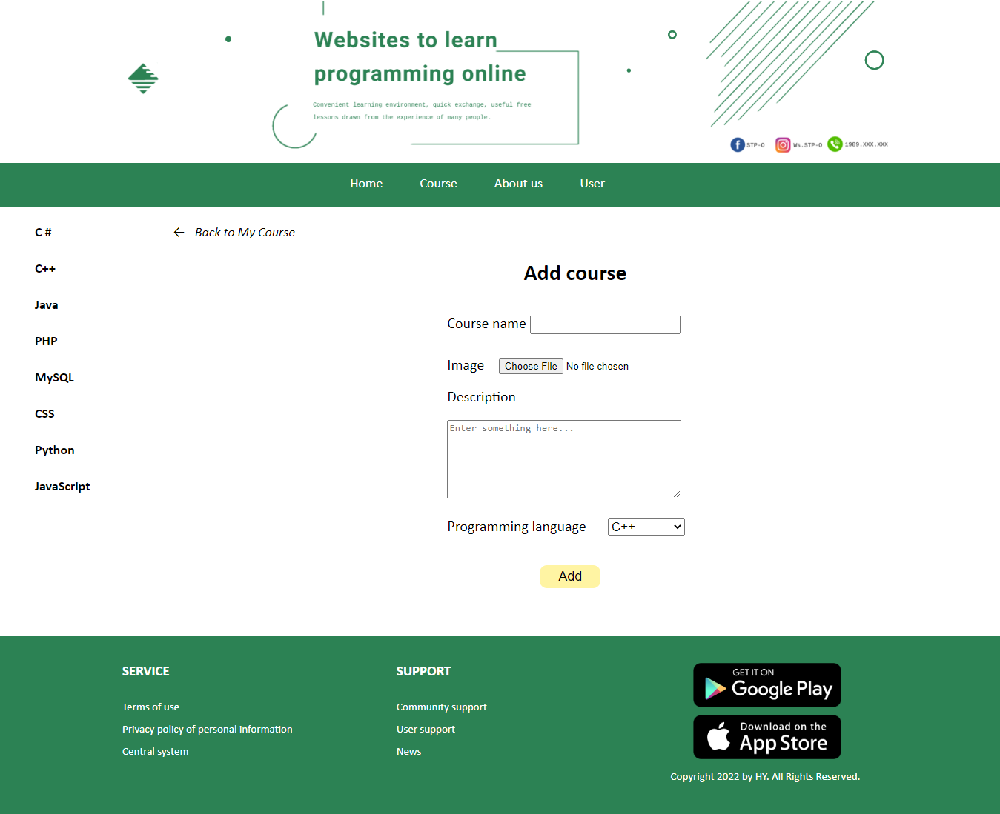 Websites to learn
programming online
Convenient learning environment, quick exchange, useful free
lessons drawn from the experience of many people.
STP-O Ws.STP-O 1989.XXX.XXX
Home Course About us User
C #
C++
Java
PHP
MySQL
CSS
Python
JavaScript
← Back to My Course
Add course
Course name
Image Choose File No file chosen
Description
Enter something here...
Programming language C++
Add
SERVICE
Terms of use
Privacy policy of personal information
Central system
SUPPORT
Community support
User support
News
GET IT ON
Google Play
Download on the
App Store
Copyright 2022 by HY. All Rights Reserved.